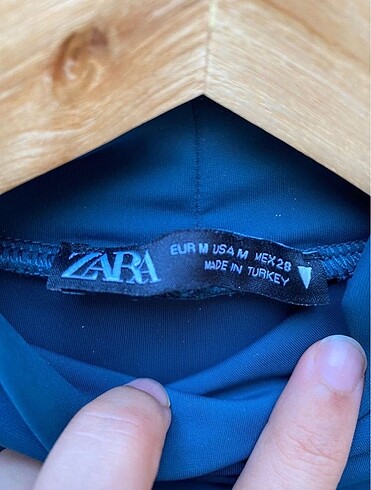 ZARA
EUR M USA M MEX 28
MADE IN TURKEY